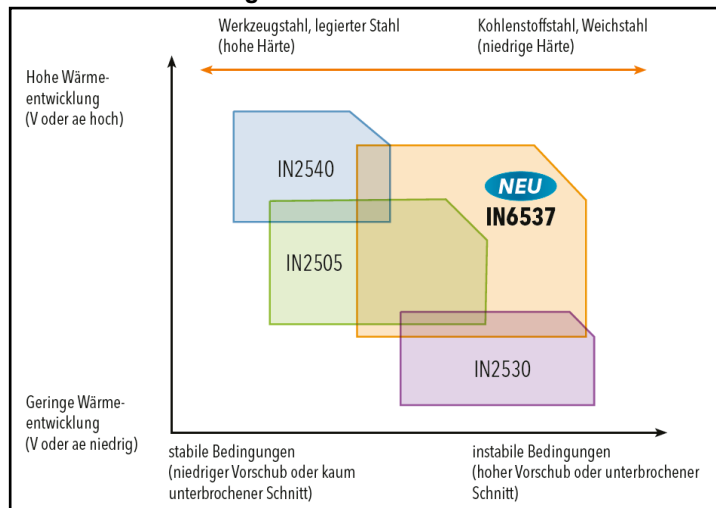 Werkzeugstahl, legierter Stahl
(hohe Härte)
Kohlenstoffstahl, Weichstahl
(niedrige Härte)
Hohe Wärme-
entwicklung
(V oder ae hoch)
IN2540
NEU
IN6537
IN2505
IN2530
Geringe Wärme-
entwicklung
(V oder ae niedrig)
stabile Bedingungen
(niedriger Vorschub oder kaum
unterbrochener Schnitt)
instabile Bedingungen
(hoher Vorschub oder unterbrochener
Schnitt)